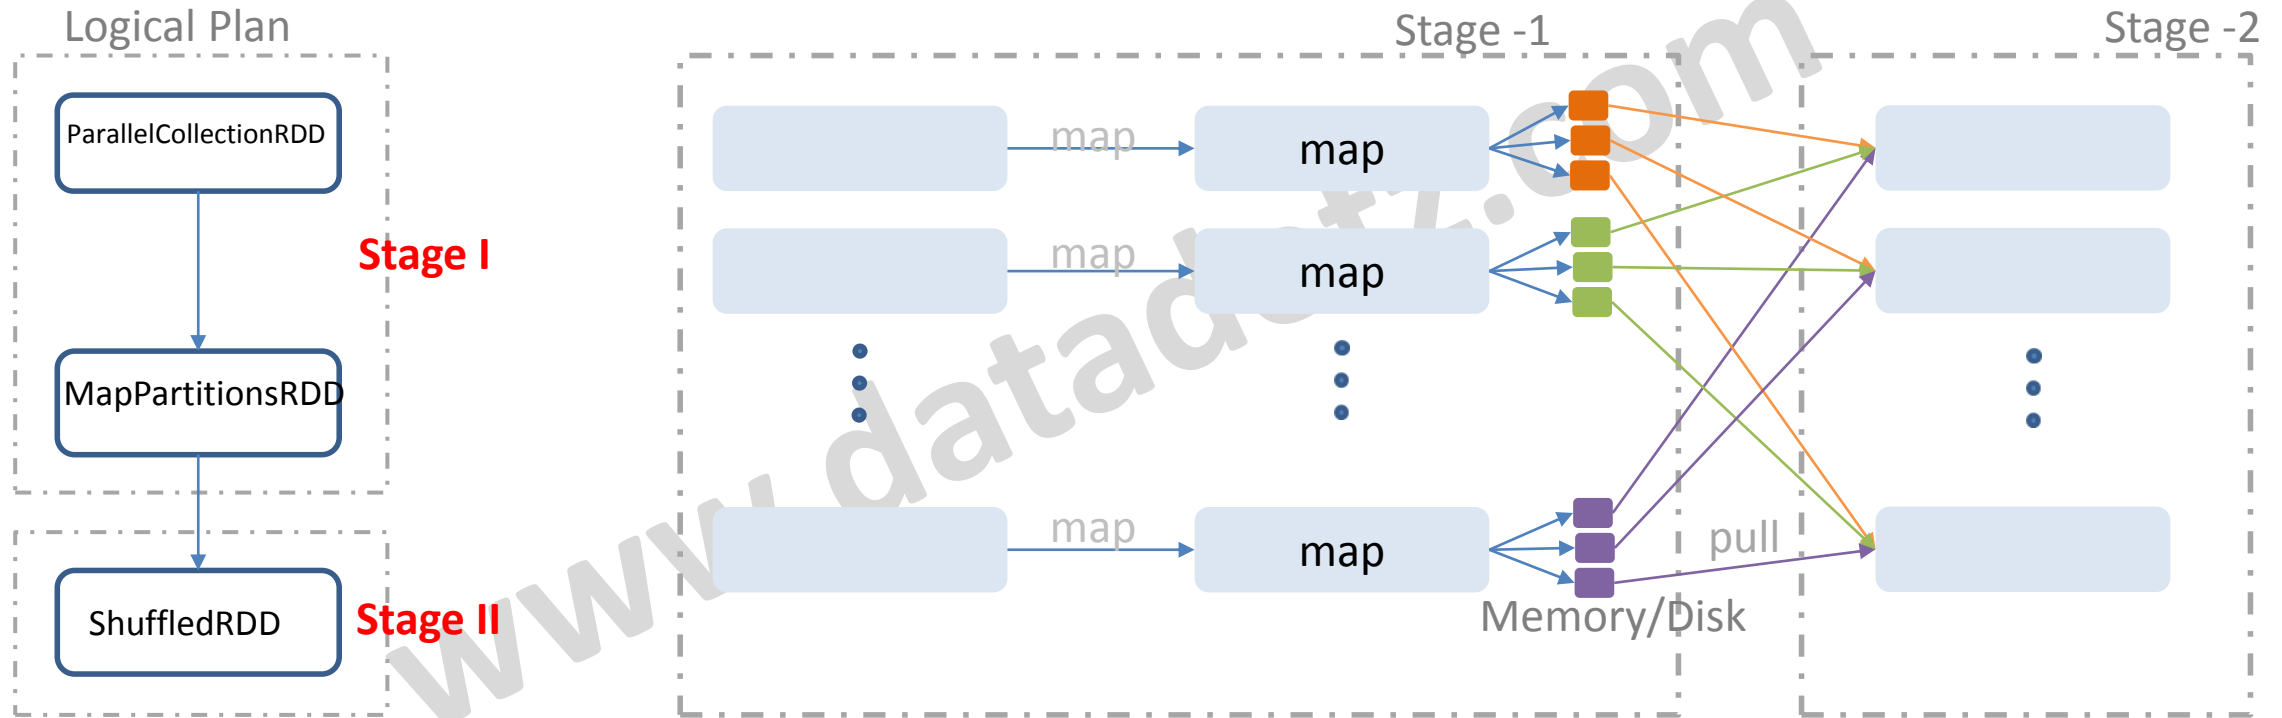 Logical Plan
ParallelCollectionRDD
Stage I
MapPartitionsRDD
ShuffledRDD
Stage II
Stage -1
Stage -2
map
map
map
map
map
map
pull
Memory/Disk
www.datadotz.com